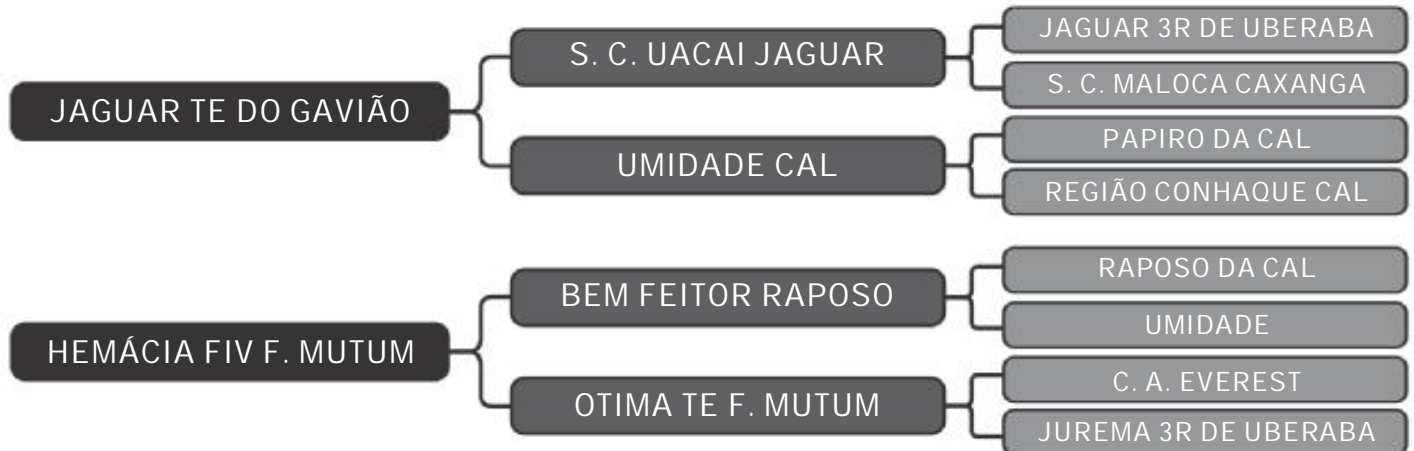 JAGUAR TE DO GAVIÃO
S. C. UACAI JAGUAR
JAGUAR 3R DE UBERABA
S. C. MALOCA CAXANGA
UMIDADE CAL
PAPIRO DA CAL
REGIÃO CONHAQUE CAL
HEMÁCIA FIV F. MUTUM
BEM FEITOR RAPOSO
RAPOSO DA CAL
UMIDADE
OTIMA TE F. MUTUM
C. A. EVEREST
JUREMA 3R DE UBERABA